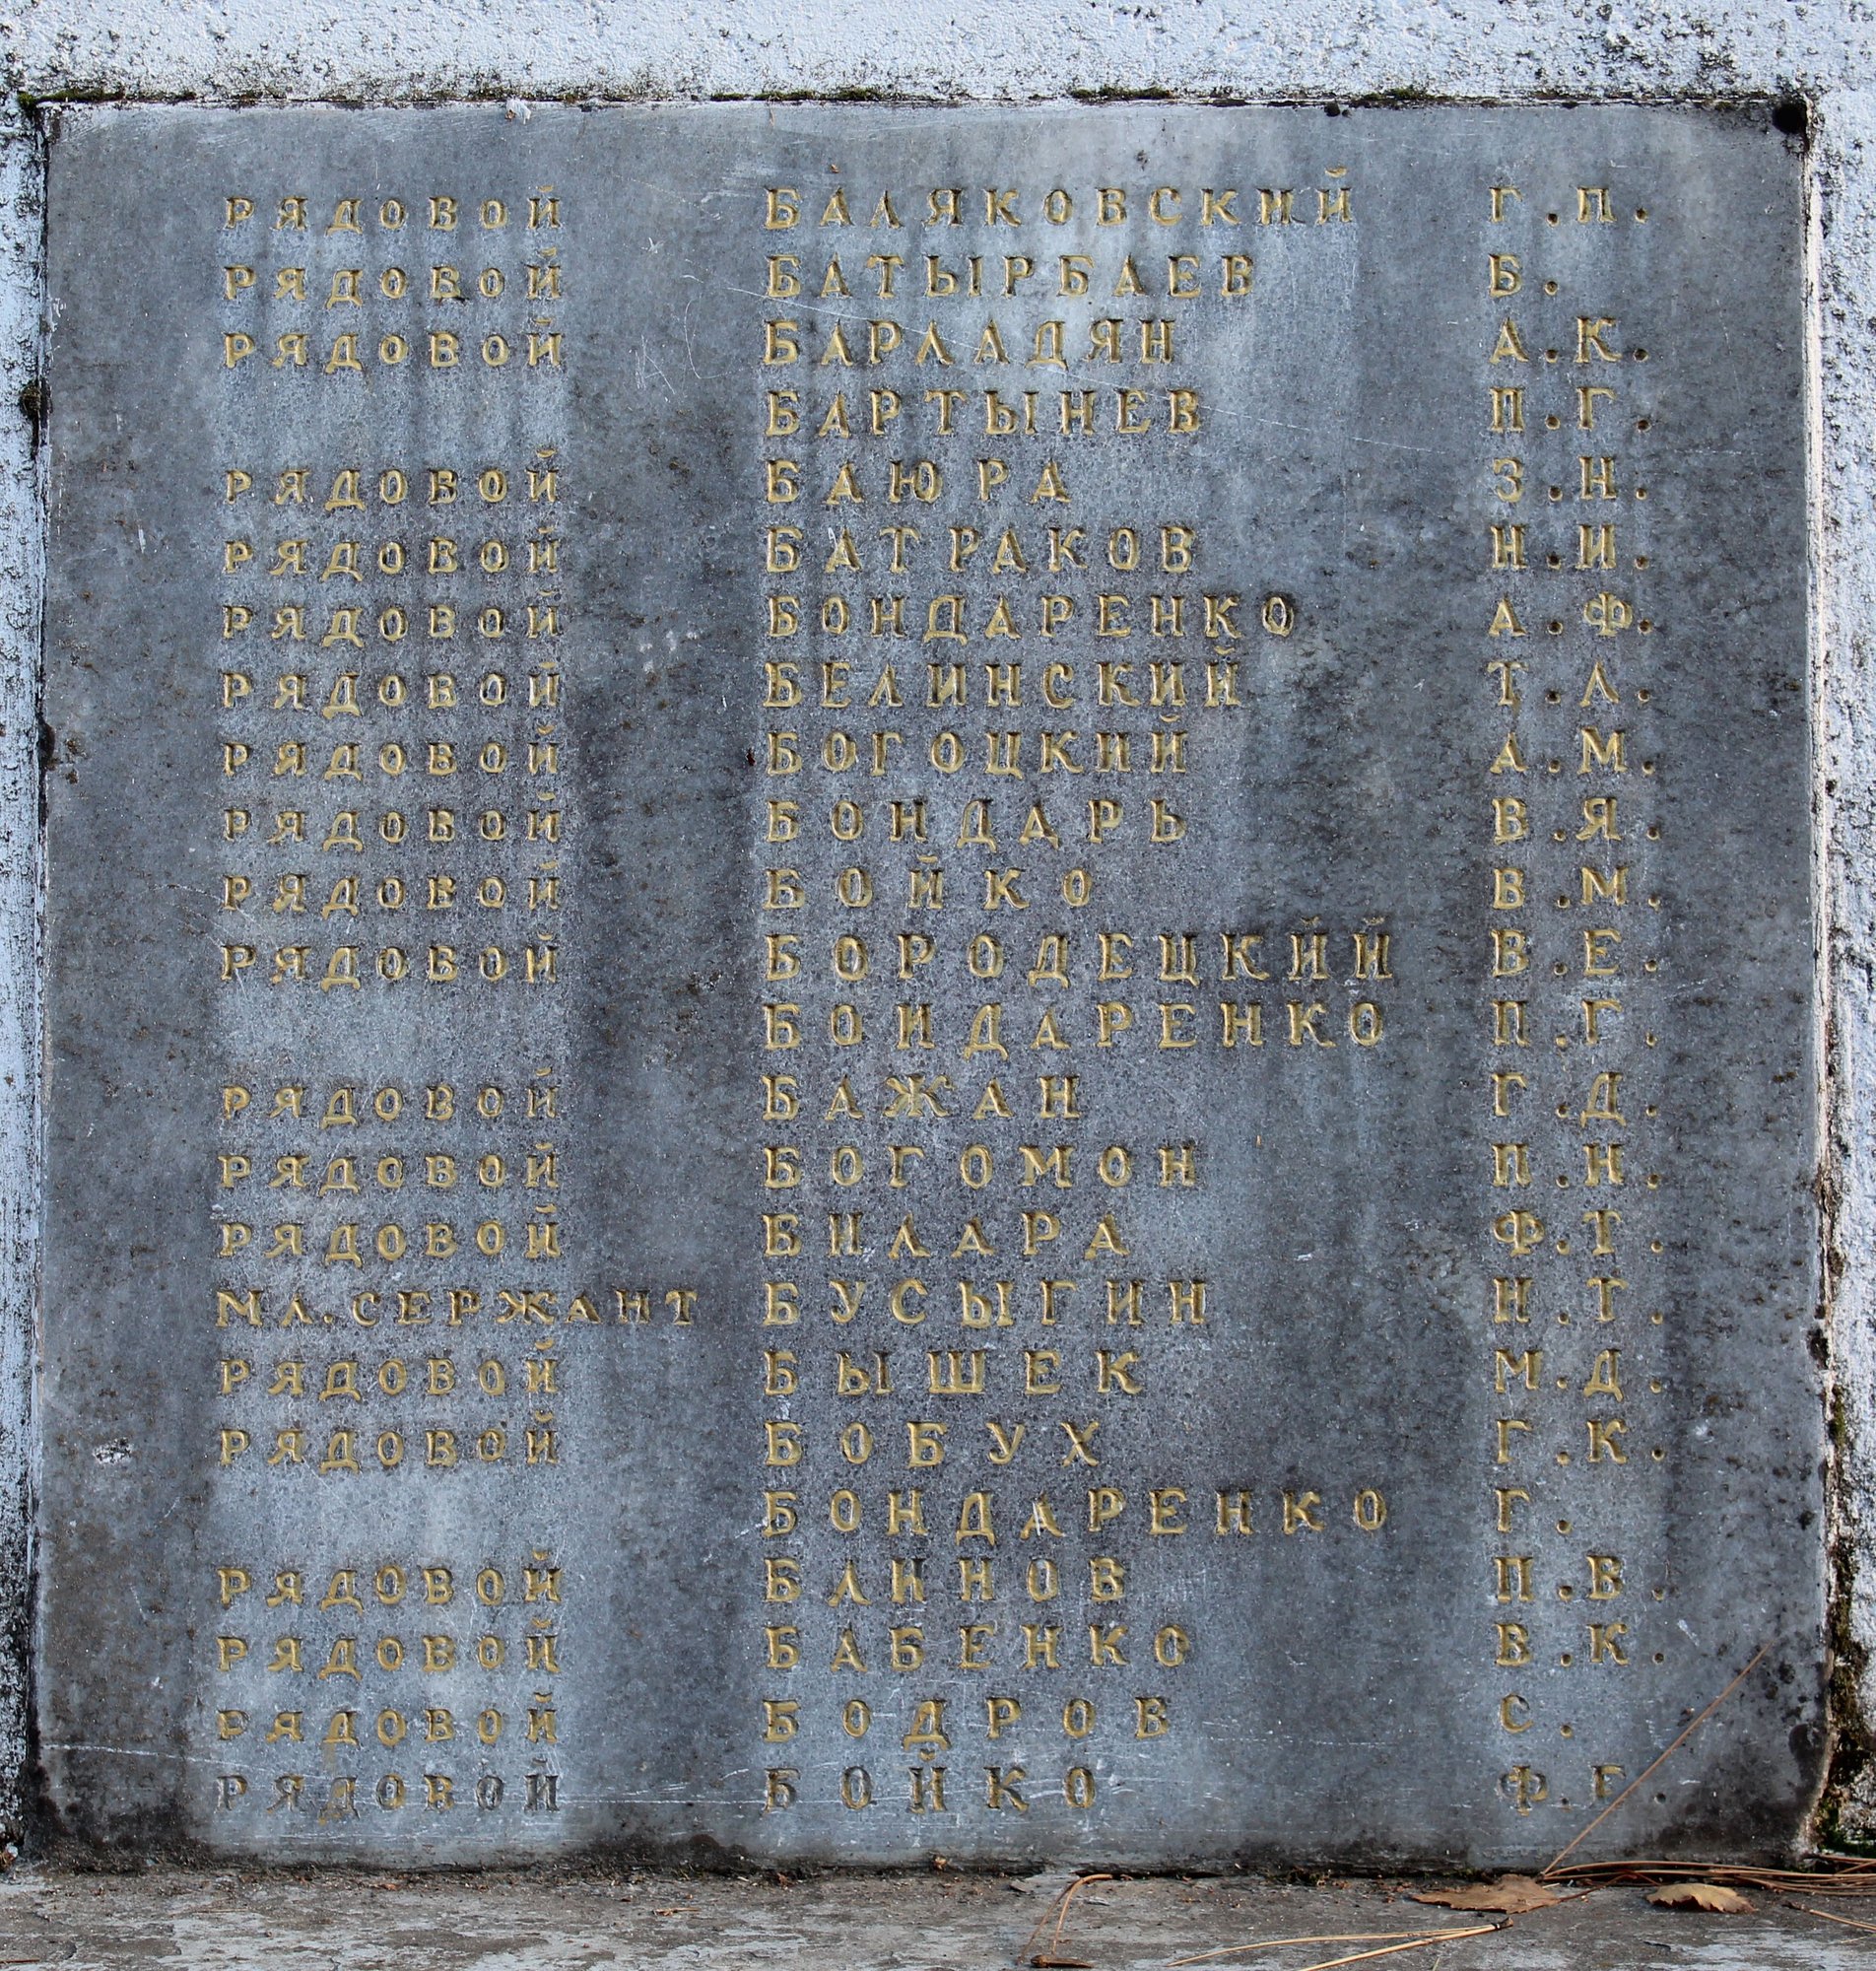 РЯДОВОЙ БАЛЯКОВСКИЙ Г.П.
РЯДОВОЙ БАТЫРБАЕВ Б.
РЯДОВОЙ БАРЛАДЯН А.К.
БАРТЫНЕВ П.Г.
РЯДОВОЙ БАЮРА З.Н.
РЯДОВОЙ БАТРАКОВ Н.И.
РЯДОВОЙ БОНДАРЕНКО А.Ф.
РЯДОВОЙ БЕЛИНСКИЙ Т.Л.
РЯДОВОЙ БОГОЦКИЙ А.М.
РЯДОВОЙ БОНДАРЬ В.Я.
РЯДОВОЙ БОЙКО В.М.
РЯДОВОЙ БОРОДЕЦКЙЙ В.Е.
БОИДАРЕНКО П.Г.
РЯДОВОЙ БАЖАН Г.Д.
РЯДОВОЙ БОГОМОН П.Н.
РЯДОВОЙ БИЛАРА Ф.Т.
МЛ.СЕРЖАНТ БУСЫГИН Н.Т.
РЯДОВОЙ БЫШЕК М.Д.
РЯДОВОЙ БОБУХ Г.К.
БОНДАРЕНКО Г.
РЯДОВОЙ БЛИНОВ П.В.
РЯДОВОЙ БАБЕНКО В.К.
РЯДОВОЙ БОДРОВ С.
РЯДОВОЙ БОЙКО Ф.Г.